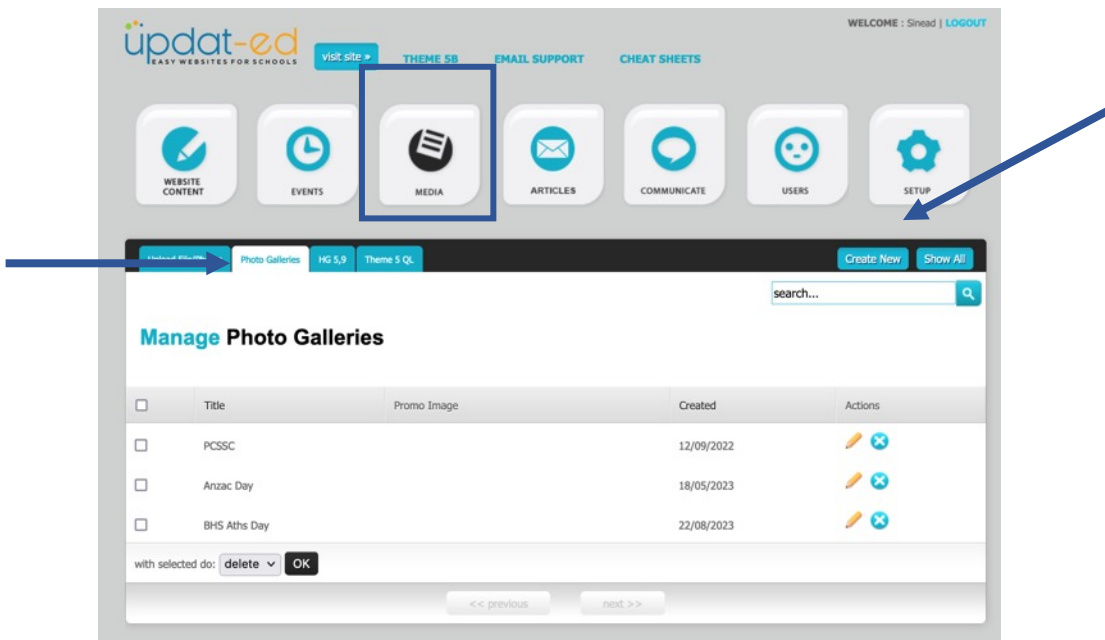 WELCOME : Sinead | LOGOUT
updat-ed
EASY WEBSITES FOR SCHOOLS
visit site »
THEME 5B EMAIL SUPPORT CHEAT SHEETS
WEBSITE CONTENT
EVENTS
MEDIA
ARTICLES
COMMUNICATE
USERS
SETUP
Photo Galleries HG 5,9 Theme 5 QL Create New Show All
search...
Manage Photo Galleries
Title Promo Image Created Actions
PCSSC 12/09/2022
Anzac Day 18/05/2023
BHS Aths Day 22/08/2023
with selected do: delete OK
<< previous next >>